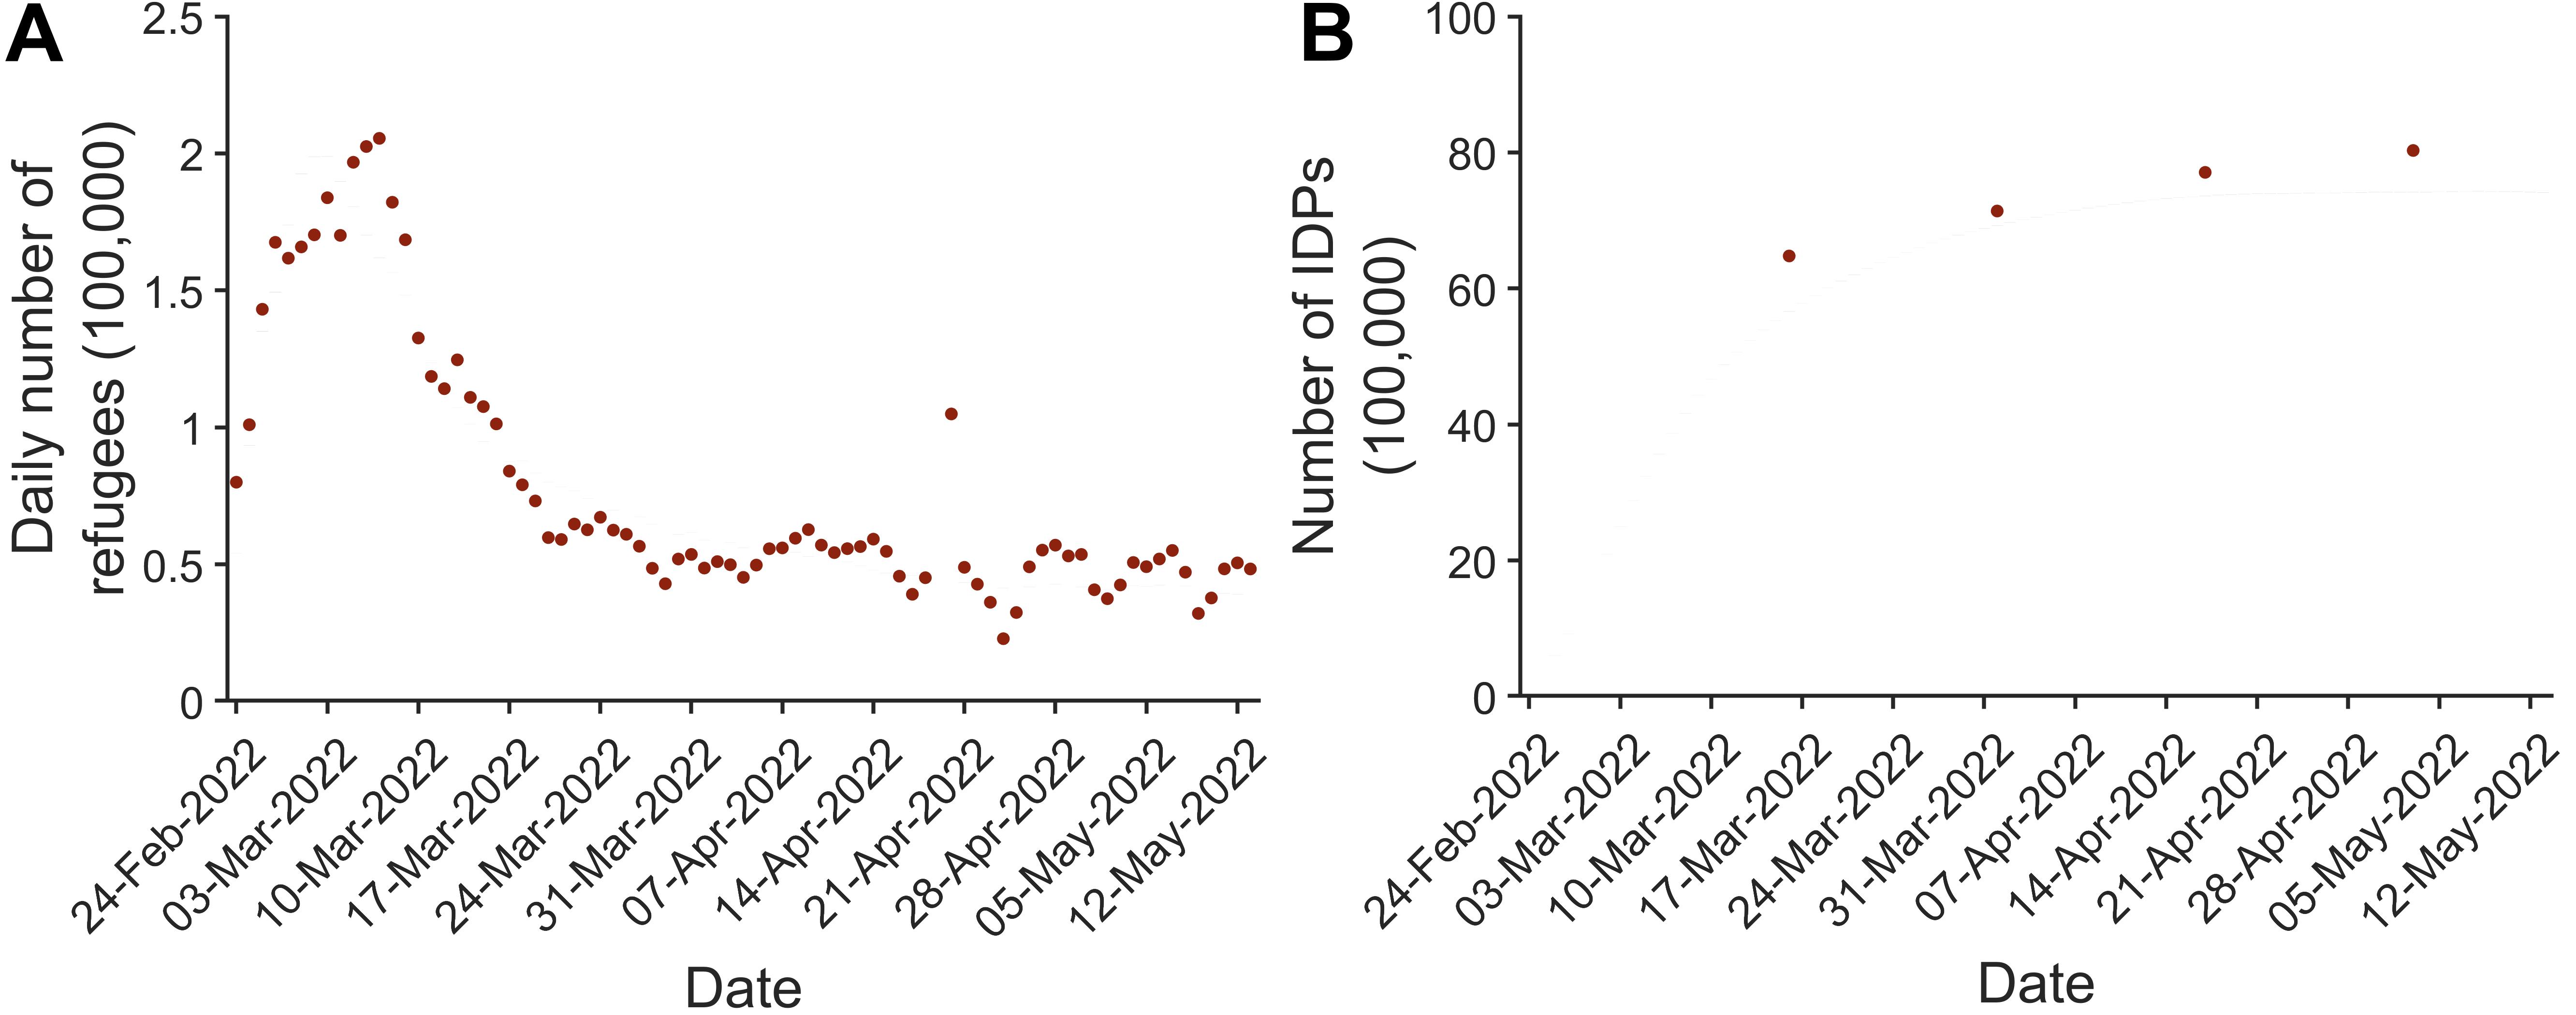 A
Daily number of
refugees (100,000)
2.5
2
1.5
1
0.5
0
24-Feb-2022
03-Mar-2022
10-Mar-2022
17-Mar-2022
24-Mar-2022
31-Mar-2022
07-Apr-2022
14-Apr-2022
21-Apr-2022
28-Apr-2022
05-May-2022
12-May-2022
Date
B
Number of IDPs
(100,000)
100
80
60
40
20
0
24-Feb-2022
03-Mar-2022
10-Mar-2022
17-Mar-2022
24-Mar-2022
31-Mar-2022
07-Apr-2022
14-Apr-2022
21-Apr-2022
28-Apr-2022
05-May-2022
12-May-2022
Date